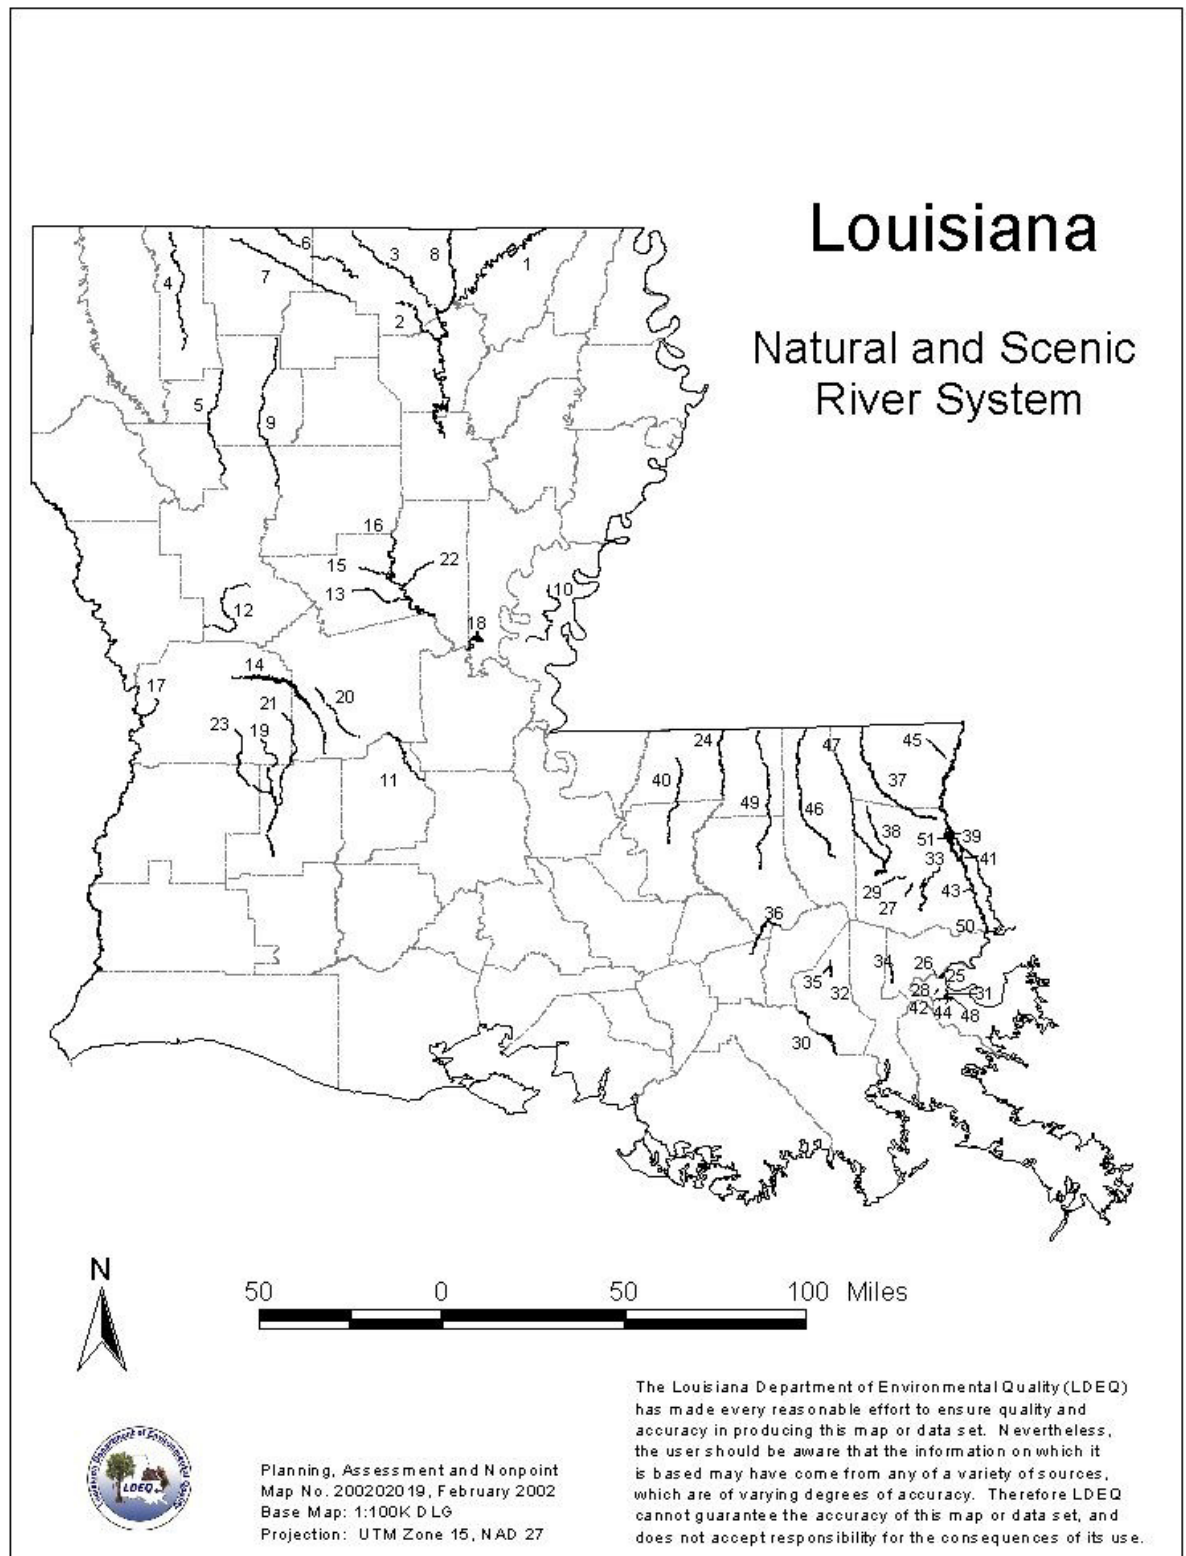 Louisiana
Natural and Scenic
River System
6
3
8
1
4
7
2
5
9
16
15
22
13
10
12
18
14
17
21
20
23
19
11
24
47
45
40
37
49
46
38
51
39
33
41
29
43
27
36
50
34
26
25
35
32
28
31
42
44
48
30
N
50 0 50 100 Miles
The Louisiana Department of Environmental Quality (LDEQ)
has made every reasonable effort to ensure quality and
accuracy in producing this map or data set. Nevertheless,
the user should be aware that the information on which it
is based may have come from any of a variety of sources,
which are of varying degrees of accuracy. Therefore LDEQ
cannot guarantee the accuracy of this map or data set, and
does not accept responsibility for the consequences of its use.
Louisiana Department of Environmental Quality
LDEQ
Planning, Assessment and Nonpoint
Map No. 200202019, February 2002
Base Map: 1:100K DLG
Projection: UTM Zone 15, NAD 27